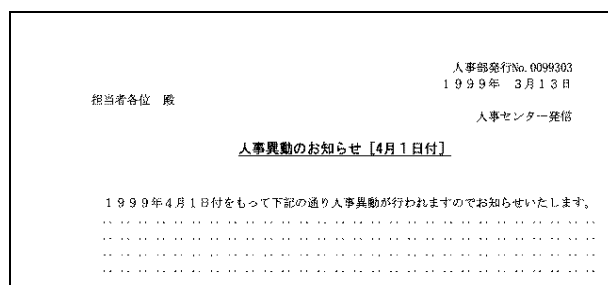 人事部発行No.0099303
1999年 3月13日
担当者各位 殿
人事センター発信
人事異動のお知らせ［4月1日付］
1999年4月1日付をもって下記の通り人事異動が行われますのでお知らせいたします。